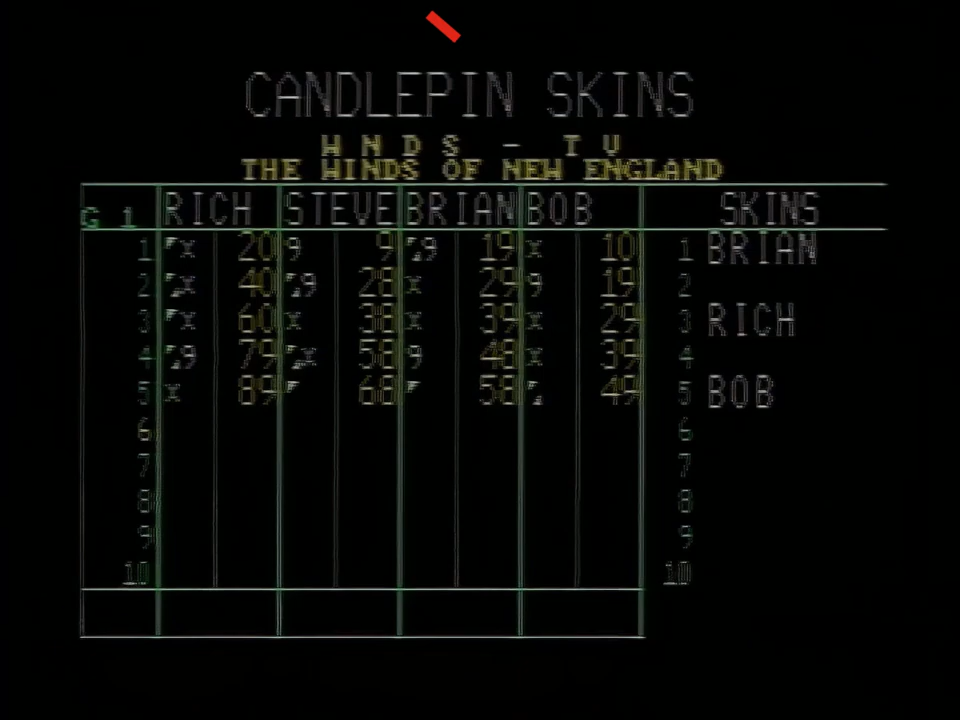 CANDLEPIN SKINS
W N D S - T V
THE WINDS OF NEW ENGLAND
G 1 RICH STEVE BRIAN BOB SKINS
1 X 20 9 9 9 19 X 10 1 BRIAN
2 X 40 9 28 X 29 9 19 2
3 X 60 X 38 X 39 X 29 3 RICH
4 9 79 X 58 9 48 X 39 4
5 X 89 68 58 49 5 BOB
6 6
7 7
8 8
9 9
10 10